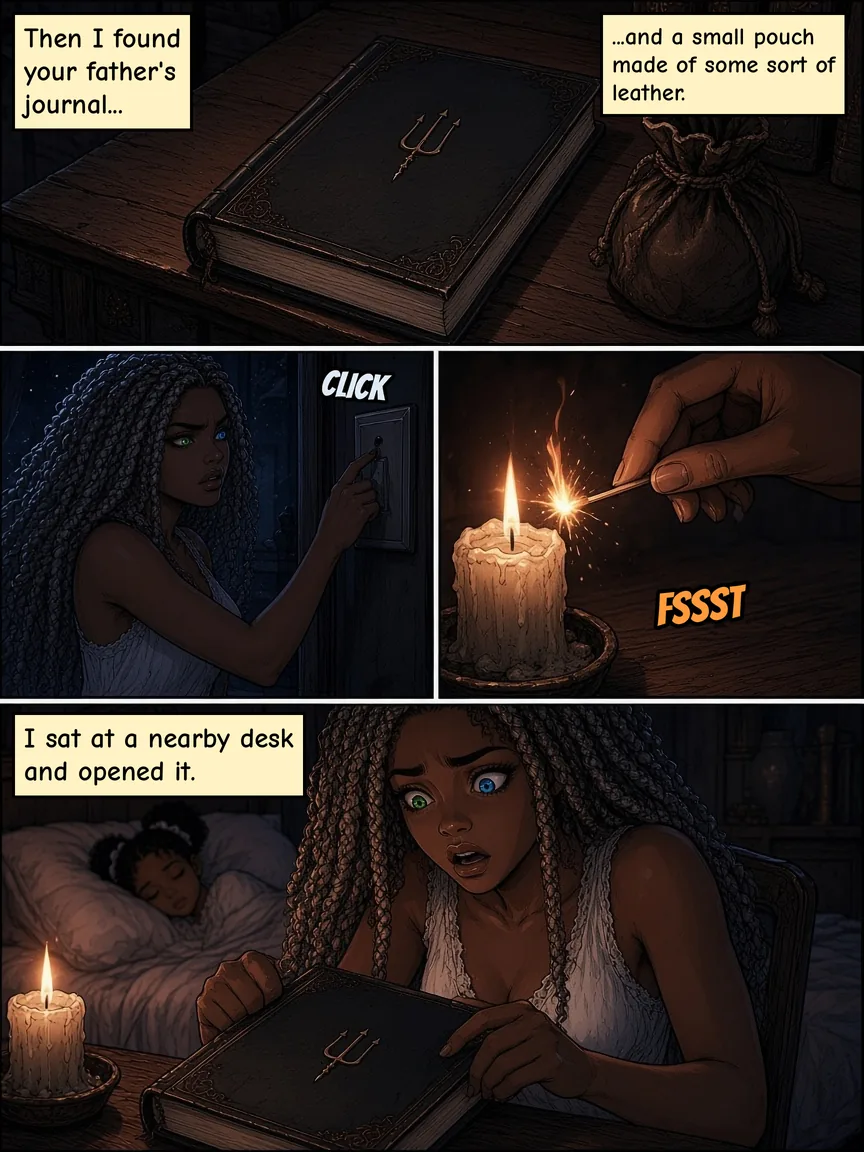 Then I found
your father's
journal...
...and a small pouch
made of some sort of
leather.
CLICK
FSSST
I sat at a nearby desk
and opened it.